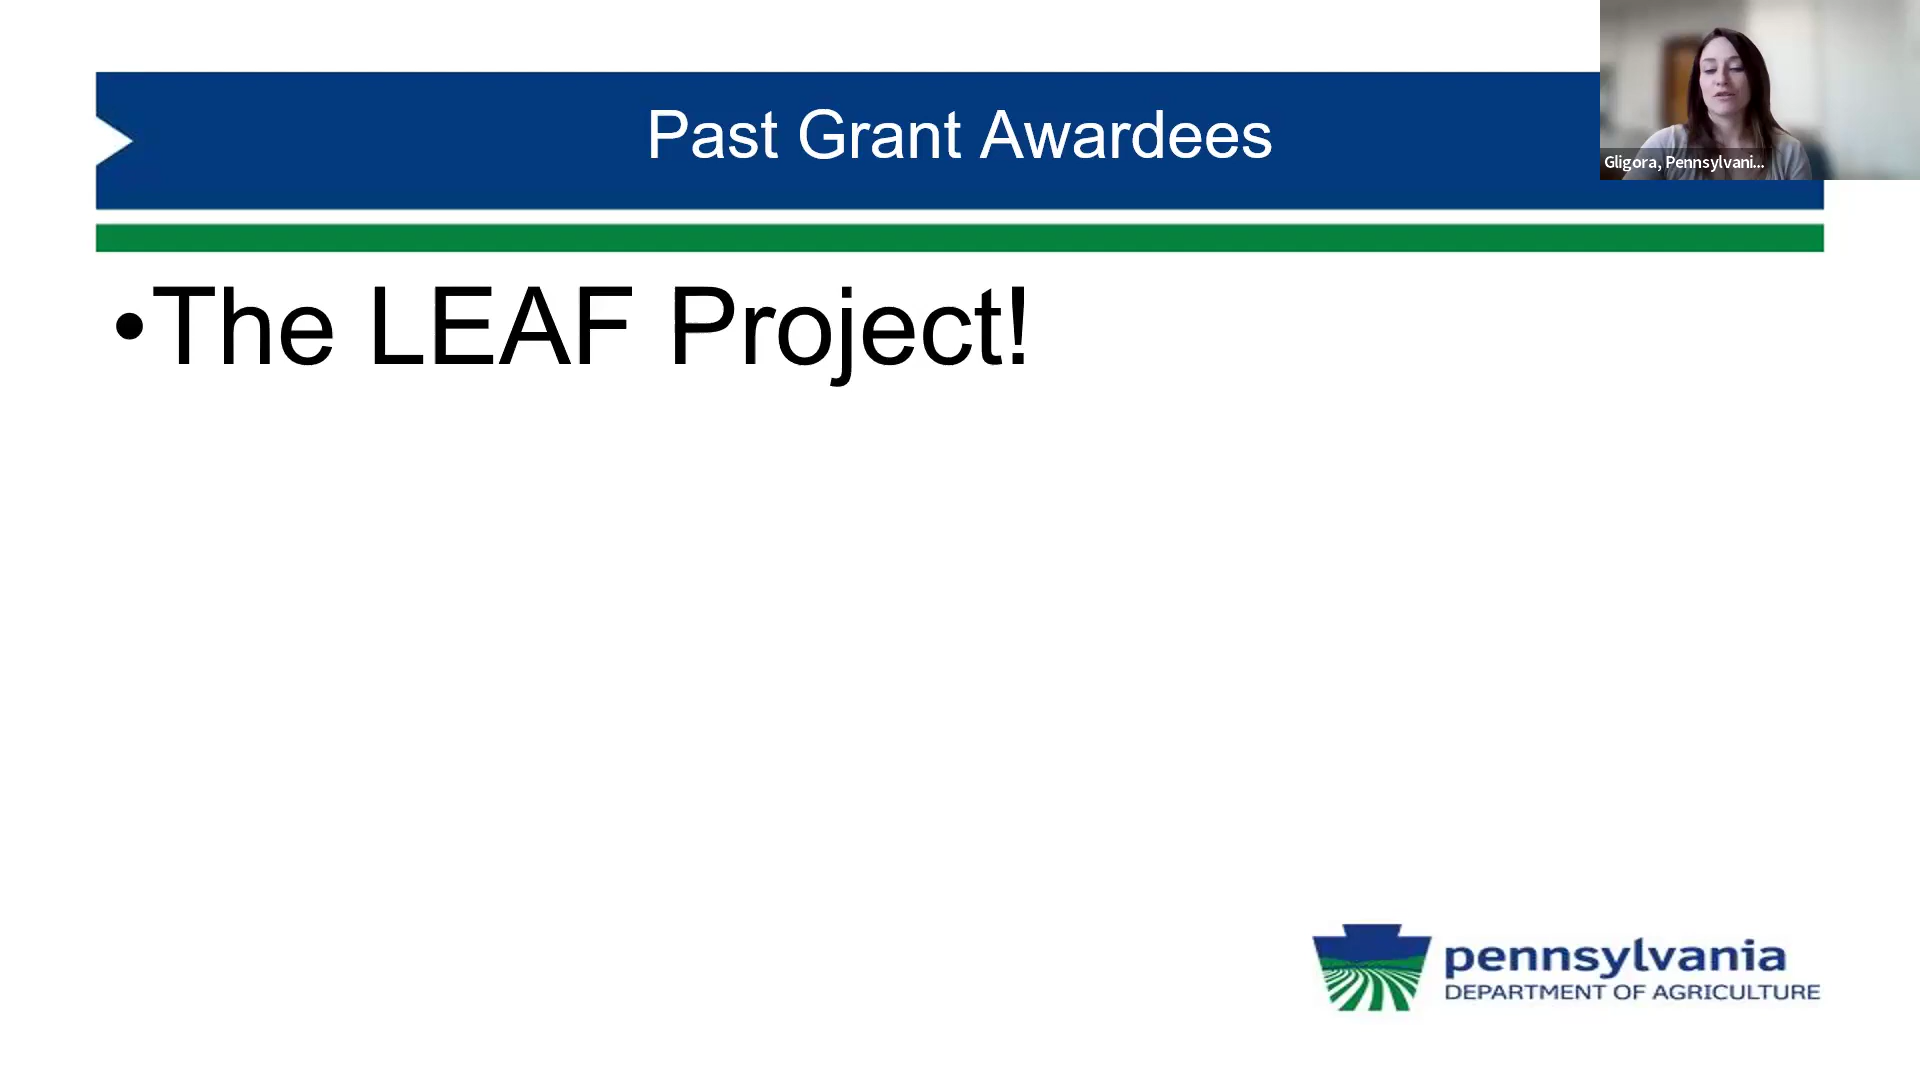 Past Grant Awardees
Gligora, Pennsylvani...
•The LEAF Project!
pennsylvania
DEPARTMENT OF AGRICULTURE